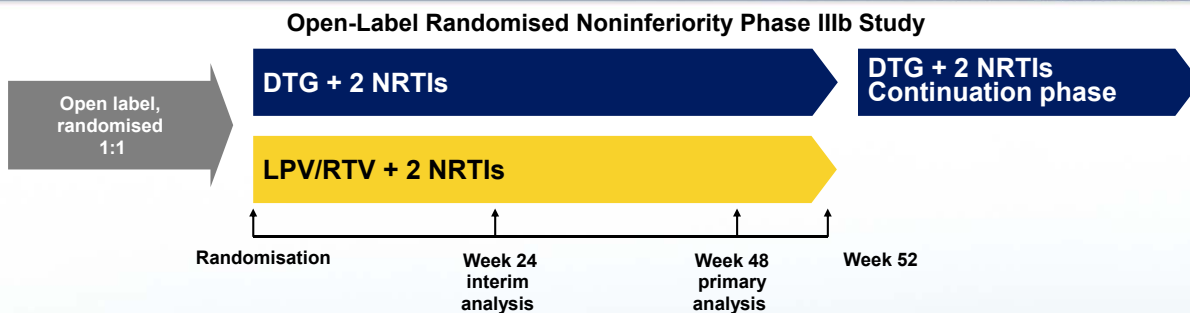 Open-Label Randomised Noninferiority Phase IIIb Study
Open label,
randomised
1:1
DTG + 2 NRTIs
DTG + 2 NRTIs
Continuation phase
LPV/RTV + 2 NRTIs
Randomisation
Week 24
interim
analysis
Week 48
primary
analysis
Week 52